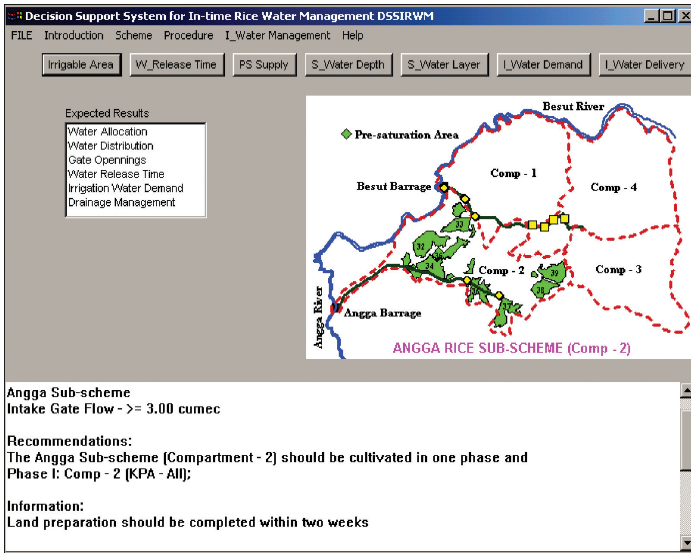 Decision Support System for In-time Rice Water Management DSSIRWM
FILE Introduction Scheme Procedure I_Water Management Help
Irrigable Area W_Release Time PS Supply S_Water Depth S_Water Layer I_Water Demand I_Water Delivery
Expected Results
Water Allocation
Water Distribution
Gate Opennings
Water Release Time
Irrigation Water Demand
Drainage Management
Besut River
Pre-saturation Area
Comp - 1
Besut Barrage
Comp - 4
33
32
34
Comp - 2
39
Comp - 3
38
37
Angga River
Angga Barrage
ANGGA RICE SUB-SCHEME (Comp - 2)
Angga Sub-scheme
Intake Gate Flow - >= 3.00 cumec
Recommendations:
The Angga Sub-scheme (Compartment - 2) should be cultivated in one phase and
Phase I: Comp - 2 (KPA - All);
Information:
Land preparation should be completed within two weeks